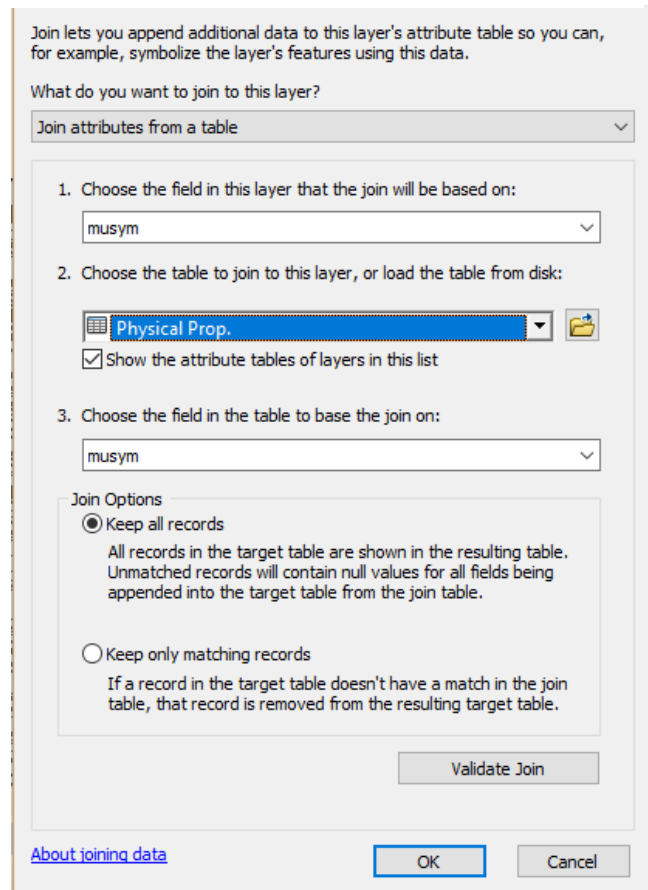 Join lets you append additional data to this layer's attribute table so you can,
for example, symbolize the layer's features using this data.
What do you want to join to this layer?
Join attributes from a table
1. Choose the field in this layer that the join will be based on:
musym
2. Choose the table to join to this layer, or load the table from disk:
Physical Prop.
Show the attribute tables of layers in this list
3. Choose the field in the table to base the join on:
musym
Join Options
Keep all records
All records in the target table are shown in the resulting table.
Unmatched records will contain null values for all fields being
appended into the target table from the join table.
Keep only matching records
If a record in the target table doesn't have a match in the join
table, that record is removed from the resulting target table.
Validate Join
About joining data
OK
Cancel